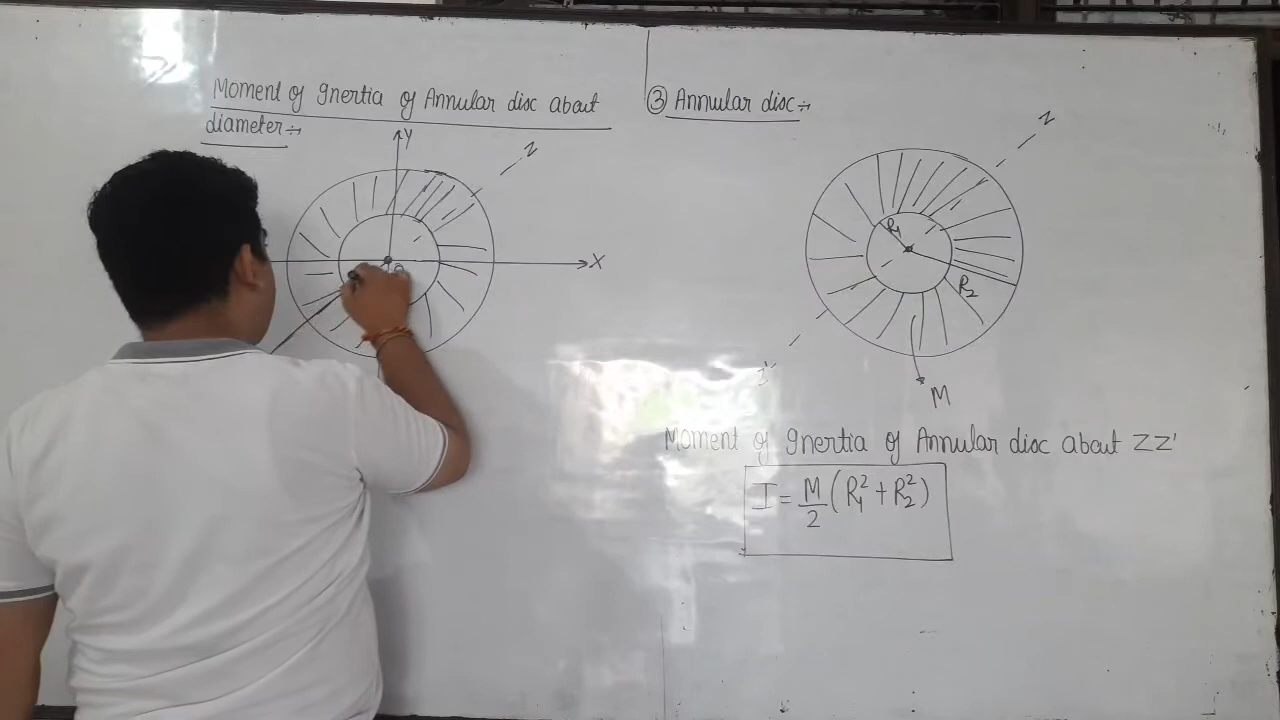 Moment of Inertia of Annular disc about
diameter:→
Y
Z
X
O
③ Annular disc:→
Z
R₁
R₂
Z'
M
Moment of Inertia of Annular disc about ZZ'
I = M/2 (R₁² + R₂²)